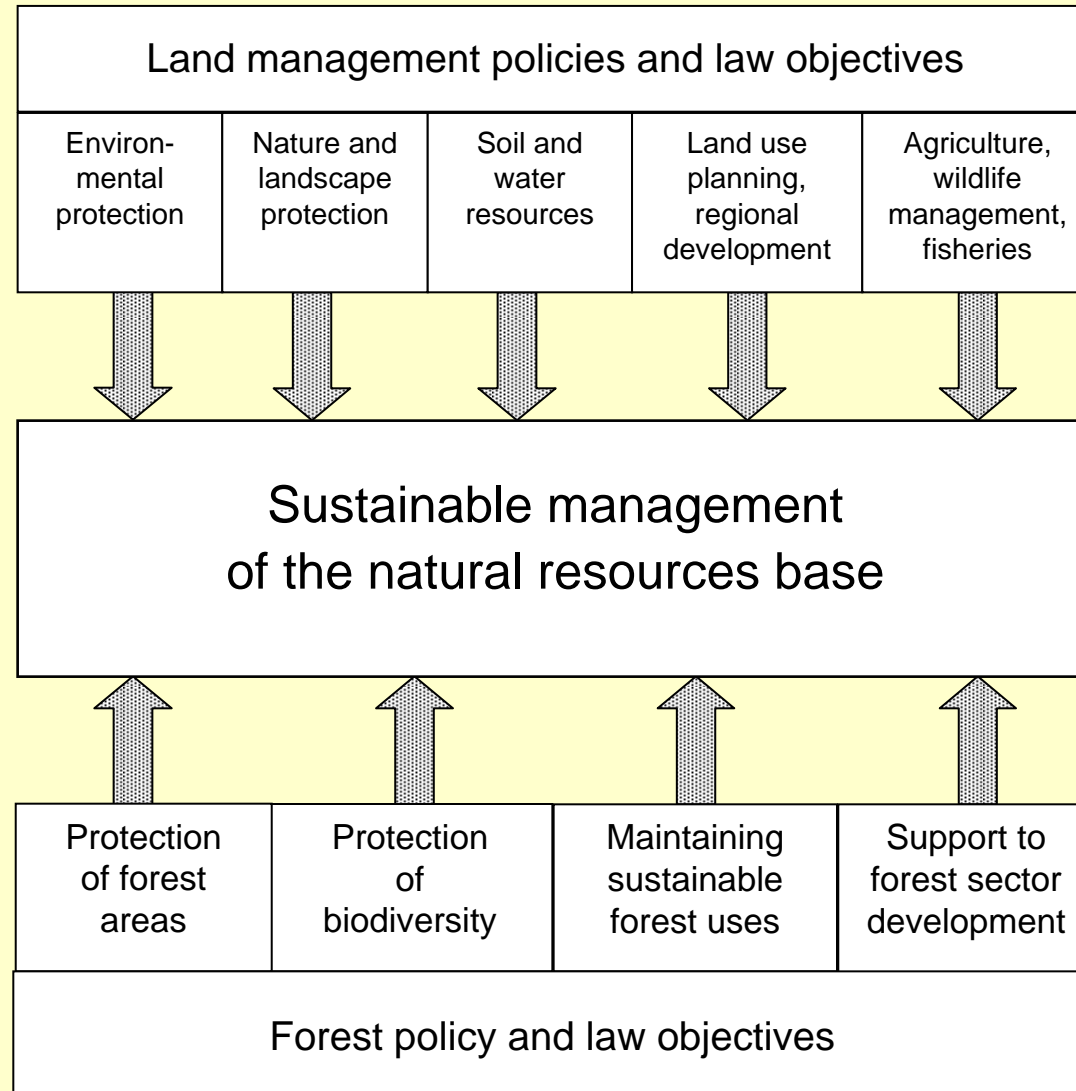 Land management policies and law objectives
Environ-
mental
protection
Nature and
landscape
protection
Soil and
water
resources
Land use
planning,
regional
development
Agriculture,
wildlife
management,
fisheries
Sustainable management
of the natural resources base
Protection
of forest
areas
Protection
of
biodiversity
Maintaining
sustainable
forest uses
Support to
forest sector
development
Forest policy and law objectives